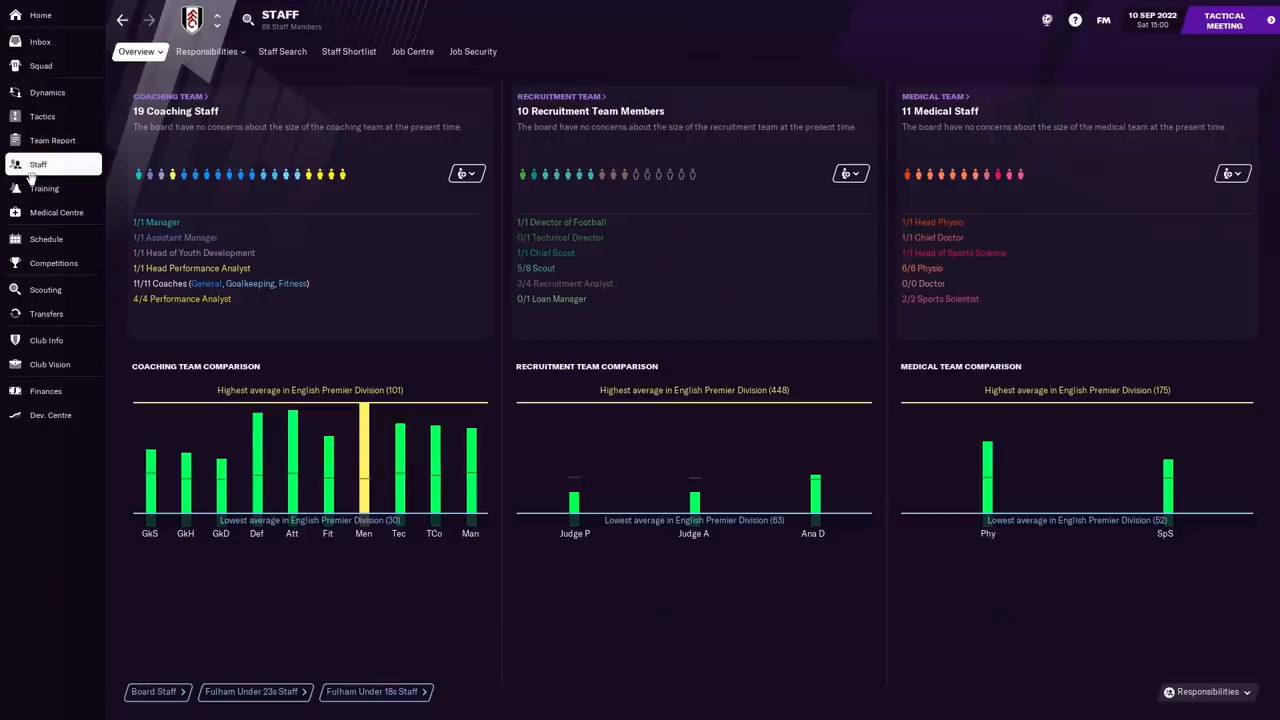 Home
Inbox
Squad
Dynamics
Tactics
Team Report
Staff
Training
Medical Centre
Schedule
Competitions
Scouting
Transfers
Club Info
Club Vision
Finances
Dev. Centre
STAFF
68 Staff Members
FM
10 SEP 2022
Sat 15:00
TACTICAL
MEETING
Overview
Responsibilities
Staff Search
Staff Shortlist
Job Centre
Job Security
COACHING TEAM >
19 Coaching Staff
The board have no concerns about the size of the coaching team at the present time.
1/1 Manager
1/1 Assistant Manager
1/1 Head of Youth Development
1/1 Head Performance Analyst
11/11 Coaches (General, Goalkeeping, Fitness)
4/4 Performance Analyst
RECRUITMENT TEAM >
10 Recruitment Team Members
The board have no concerns about the size of the recruitment team at the present time.
1/1 Director of Football
0/1 Technical Director
1/1 Chief Scout
5/8 Scout
3/4 Recruitment Analyst
0/1 Loan Manager
MEDICAL TEAM >
11 Medical Staff
The board have no concerns about the size of the medical team at the present time.
1/1 Head Physio
1/1 Chief Doctor
1/1 Head of Sports Science
6/6 Physio
0/0 Doctor
2/2 Sports Scientist
COACHING TEAM COMPARISON
Highest average in English Premier Division (101)
Lowest average in English Premier Division (30)
GkS GkH GkD Def Att Fit Men Tec TCo Man
RECRUITMENT TEAM COMPARISON
Highest average in English Premier Division (448)
Lowest average in English Premier Division (63)
Judge P Judge A Ana D
MEDICAL TEAM COMPARISON
Highest average in English Premier Division (175)
Lowest average in English Premier Division (52)
Phy SpS
Board Staff >
Fulham Under 23s Staff >
Fulham Under 18s Staff >
Responsibilities